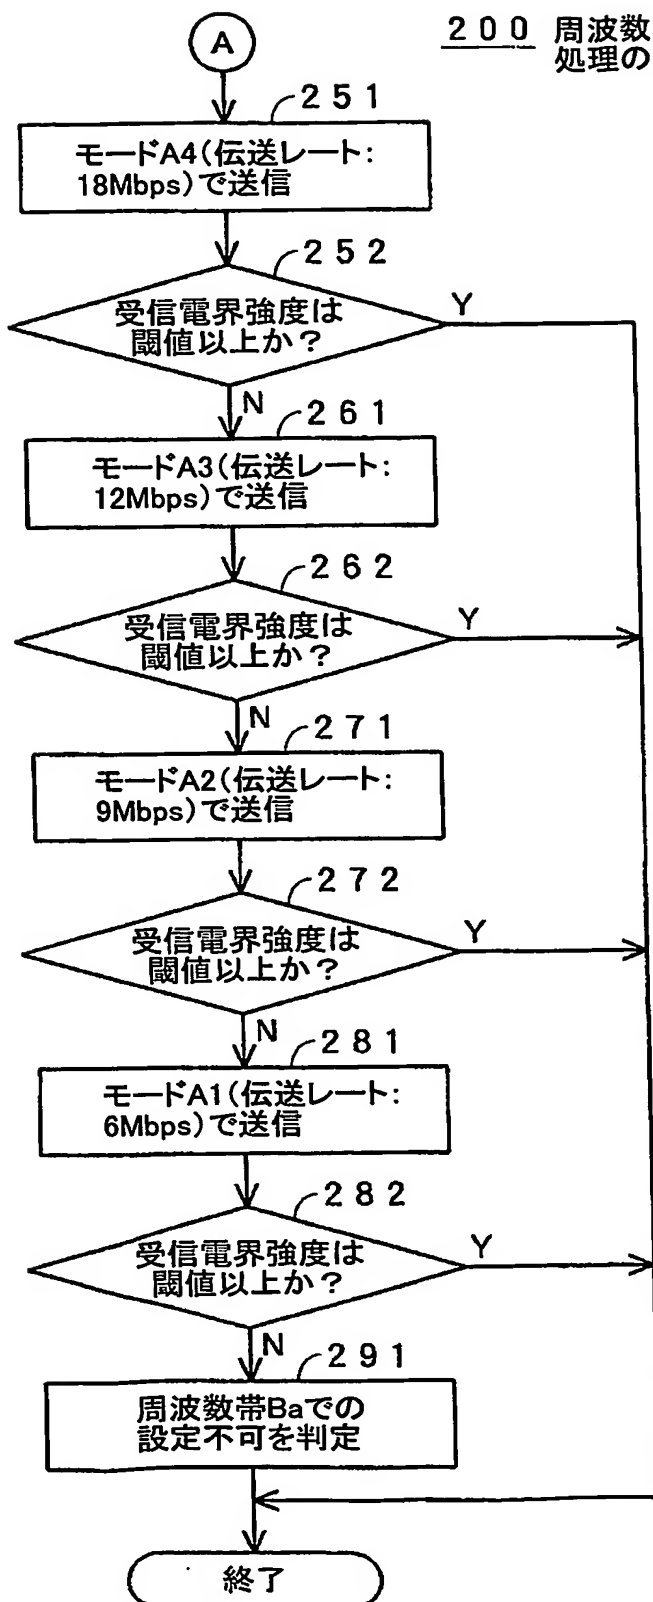 A
200 周波数
処理の
251
モードA4(伝送レート:
18Mbps)で送信
252
受信電界強度は
閾値以上か?
Y
N
261
モードA3(伝送レート:
12Mbps)で送信
262
受信電界強度は
閾値以上か?
Y
N
271
モードA2(伝送レート:
9Mbps)で送信
272
受信電界強度は
閾値以上か?
Y
N
281
モードA1(伝送レート:
6Mbps)で送信
282
受信電界強度は
閾値以上か?
Y
N
291
周波数帯Baでの
設定不可を判定
終了